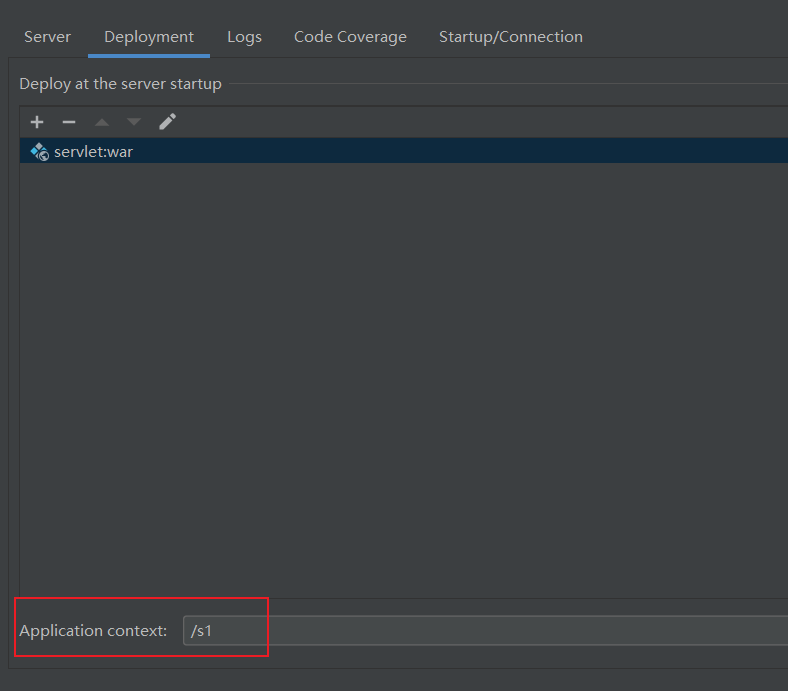 Server Deployment Logs Code Coverage Startup/Connection
Deploy at the server startup
servlet:war
Application context: /s1